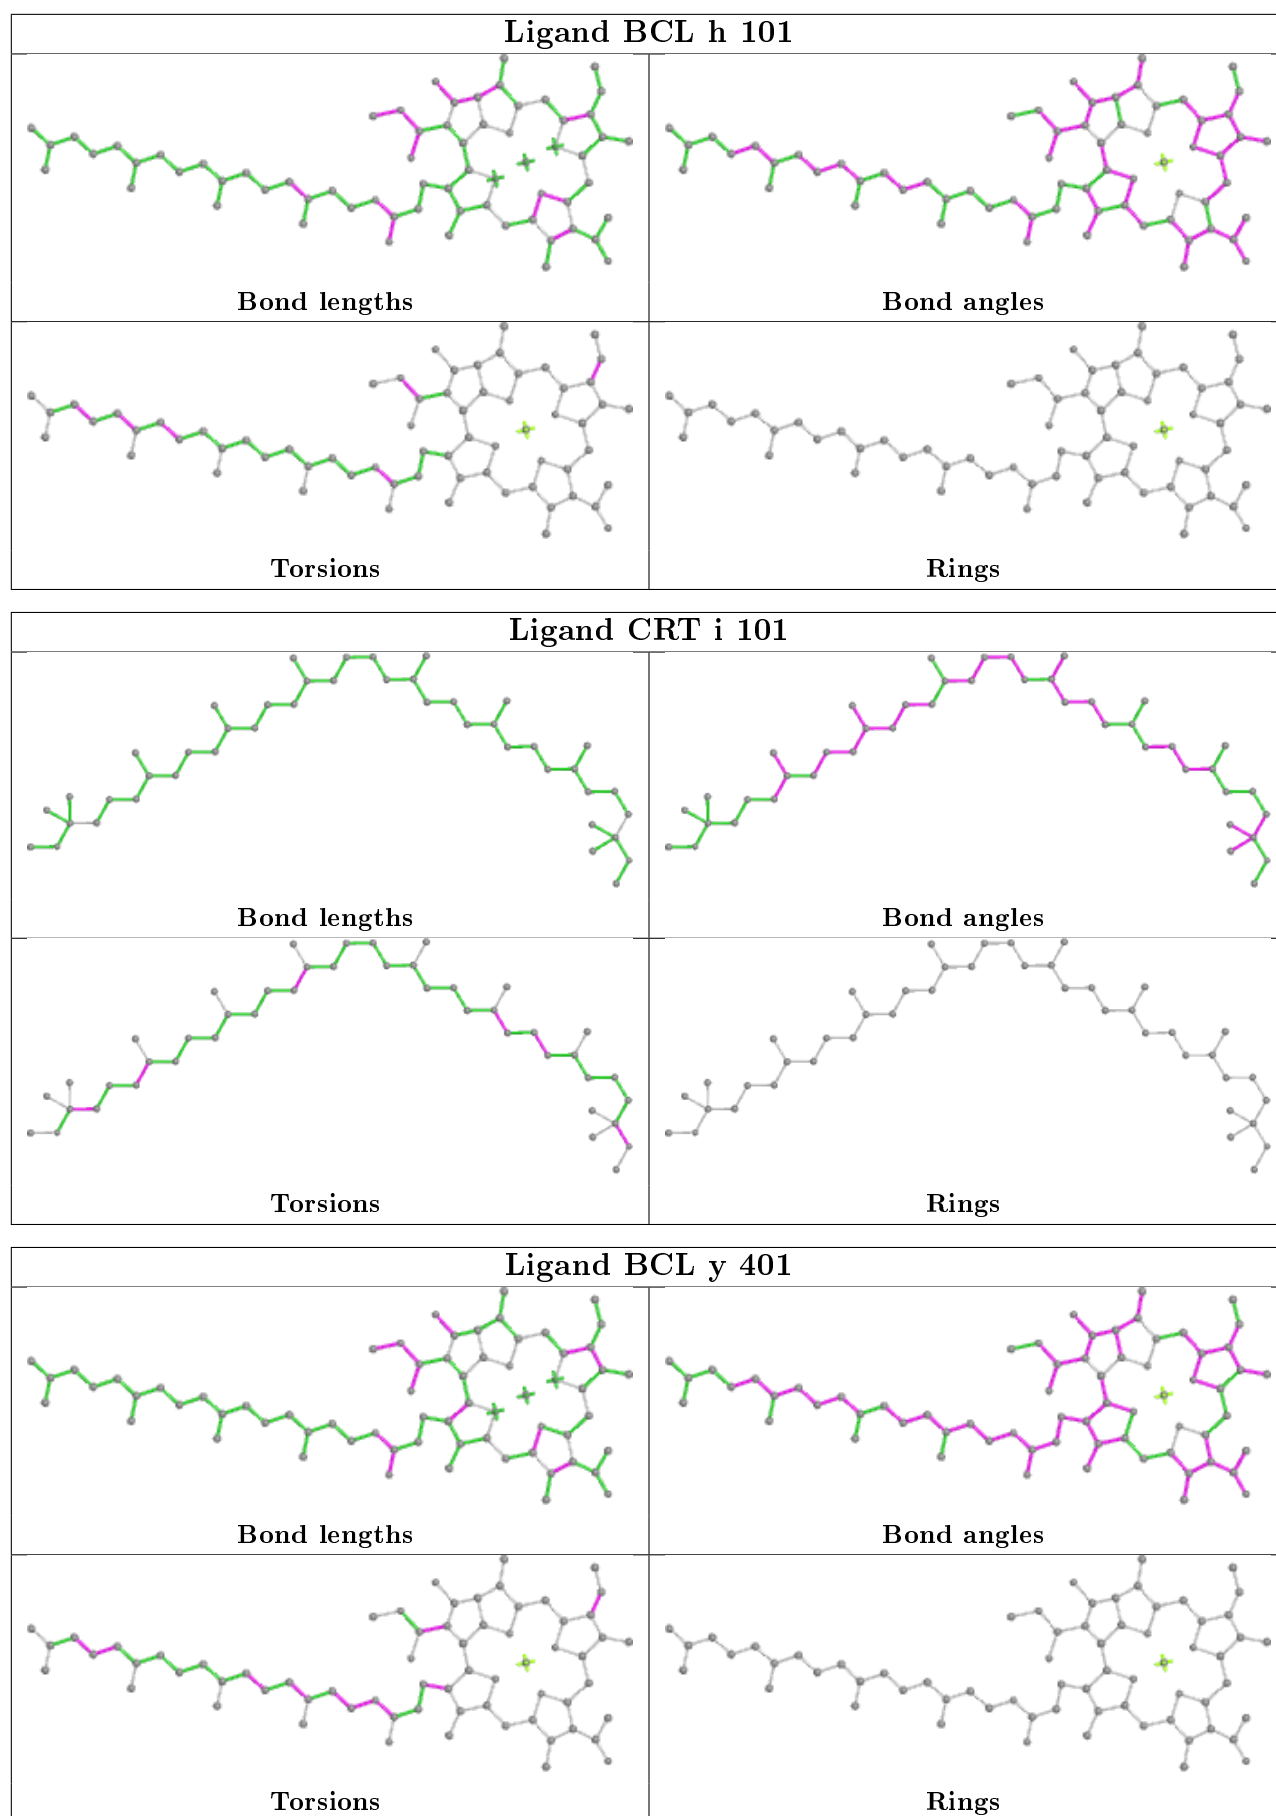 Ligand BCL h 101
Bond lengths
Bond angles
Torsions
Rings
Ligand CRT i 101
Bond lengths
Bond angles
Torsions
Rings
Ligand BCL y 401
Bond lengths
Bond angles
Torsions
Rings